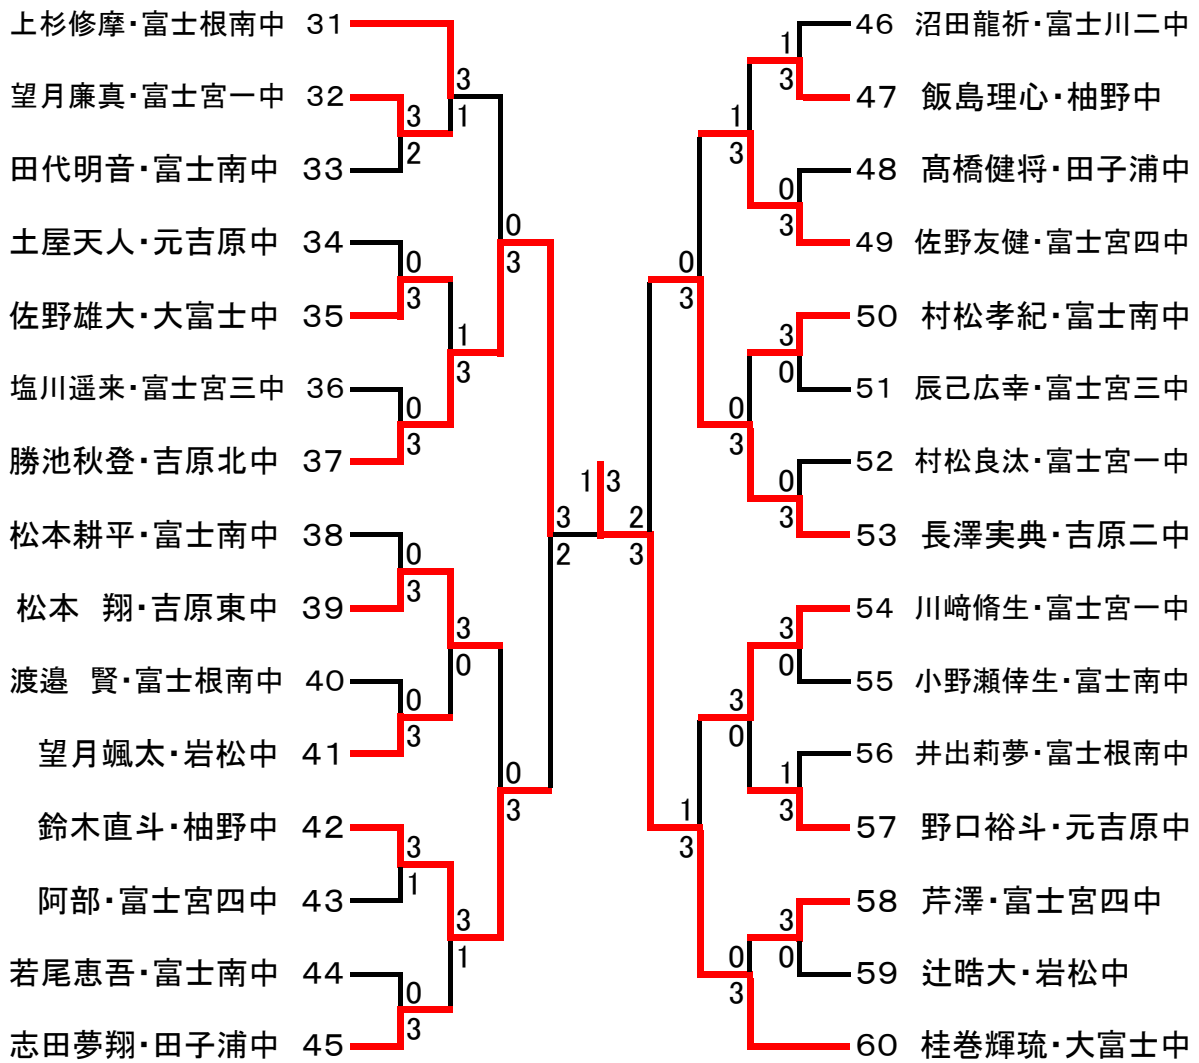 上杉修摩・富士根南中 31
望月廉真・富士宮一中 32
田代明音・富士南中 33
土屋天人・元吉原中 34
佐野雄大・大富士中 35
塩川遥来・富士宮三中 36
勝池秋登・吉原北中 37
松本耕平・富士南中 38
松本 翔・吉原東中 39
渡邉 賢・富士根南中 40
望月颯太・岩松中 41
鈴木直斗・柚野中 42
阿部・富士宮四中 43
若尾恵吾・富士南中 44
志田夢翔・田子浦中 45
3
2
0
3
0
3
0
3
0
3
3
1
0
3
3
1
1
3
3
0
3
1
0
3
0
3
3
2
1 3
2
3
0
3
1
3
1
3
0
3
3
0
0
3
1
3
0
3
3
0
0
3
3
0
1
3
3
0
46 沼田龍祈・富士川二中
47 飯島理心・柚野中
48 髙橋健将・田子浦中
49 佐野友健・富士宮四中
50 村松孝紀・富士南中
51 辰己広幸・富士宮三中
52 村松良汰・富士宮一中
53 長澤実典・吉原二中
54 川﨑脩生・富士宮一中
55 小野瀬倖生・富士南中
56 井出莉夢・富士根南中
57 野口裕斗・元吉原中
58 芹澤・富士宮四中
59 辻晧大・岩松中
60 桂巻輝琉・大富士中